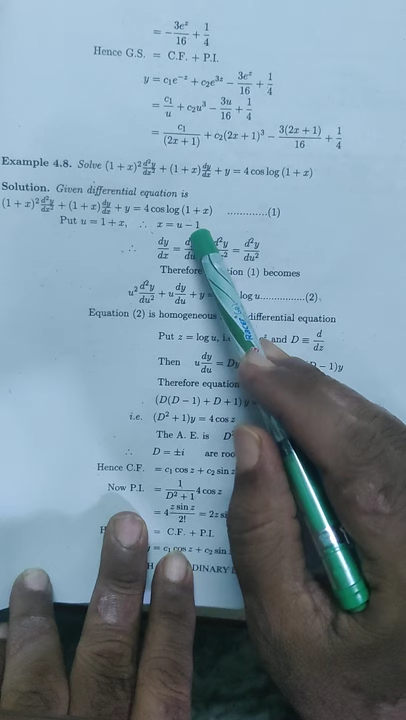 = -3e^z/16 + 1/4
Hence G.S. = C.F. + P.I.
y = c₁e^{-z} + c₂e^{3z} - 3e^z/16 + 1/4
= c₁/u + c₂u³ - 3u/16 + 1/4
= c₁/(2x + 1) + c₂(2x + 1)³ - 3(2x + 1)/16 + 1/4
Example 4.8. Solve (1 + x)² d²y/dx² + (1 + x) dy/dx + y = 4 cos log (1 + x)
Solution. Given differential equation is
(1 + x)² d²y/dx² + (1 + x) dy/dx + y = 4 cos log (1 + x) .............(1)
Put u = 1 + x, ∴ x = u − 1
∴ dy/dx = d²y = d²y/du²
Therefore (1) becomes
u² d²y/du² + u dy/du + y log u...............(2)
Equation (2) is homogeneous differential equation
Put z = log u, and D ≡ d/dz
Then u dy/du = − 1)y
Therefore equation
(D(D − 1) + D + 1)
i.e. (D² + 1)y = 4 cos z
The A. E. is
∴ D = ±i are
Hence C.F. = c₁ cos z + c₂ sin z
Now P.I. = 1/(D² + 1) 4 cos z
= 4 z sin z/2! = 2z
= C.F. + P.I.
= c₁ cos z + c₂ sin